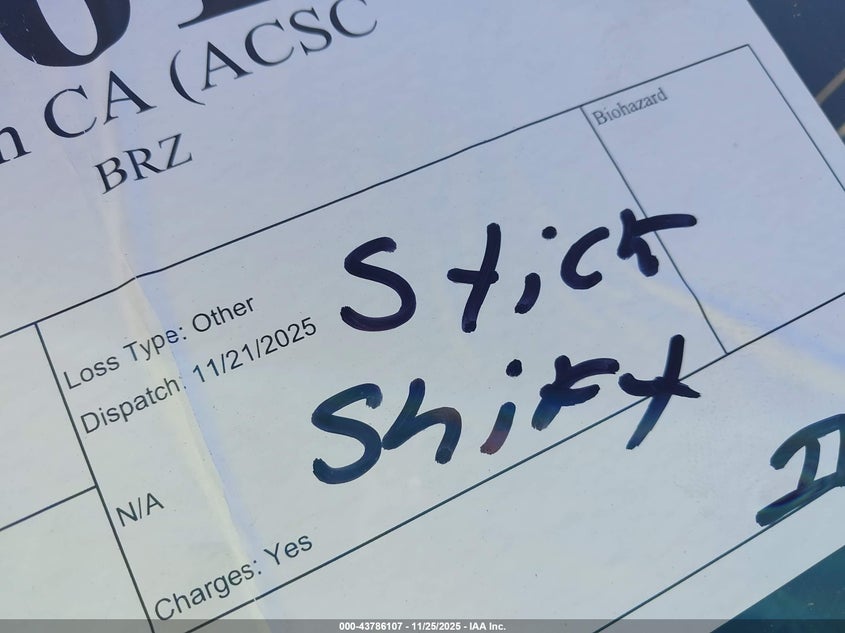 n CA (ACSC
BRZ
Biohazard
Loss Type: Other
Dispatch: 11/21/2025
Stick
Shift
N/A
Charges: Yes
000-43786107 - 11/25/2025 - IAA Inc.